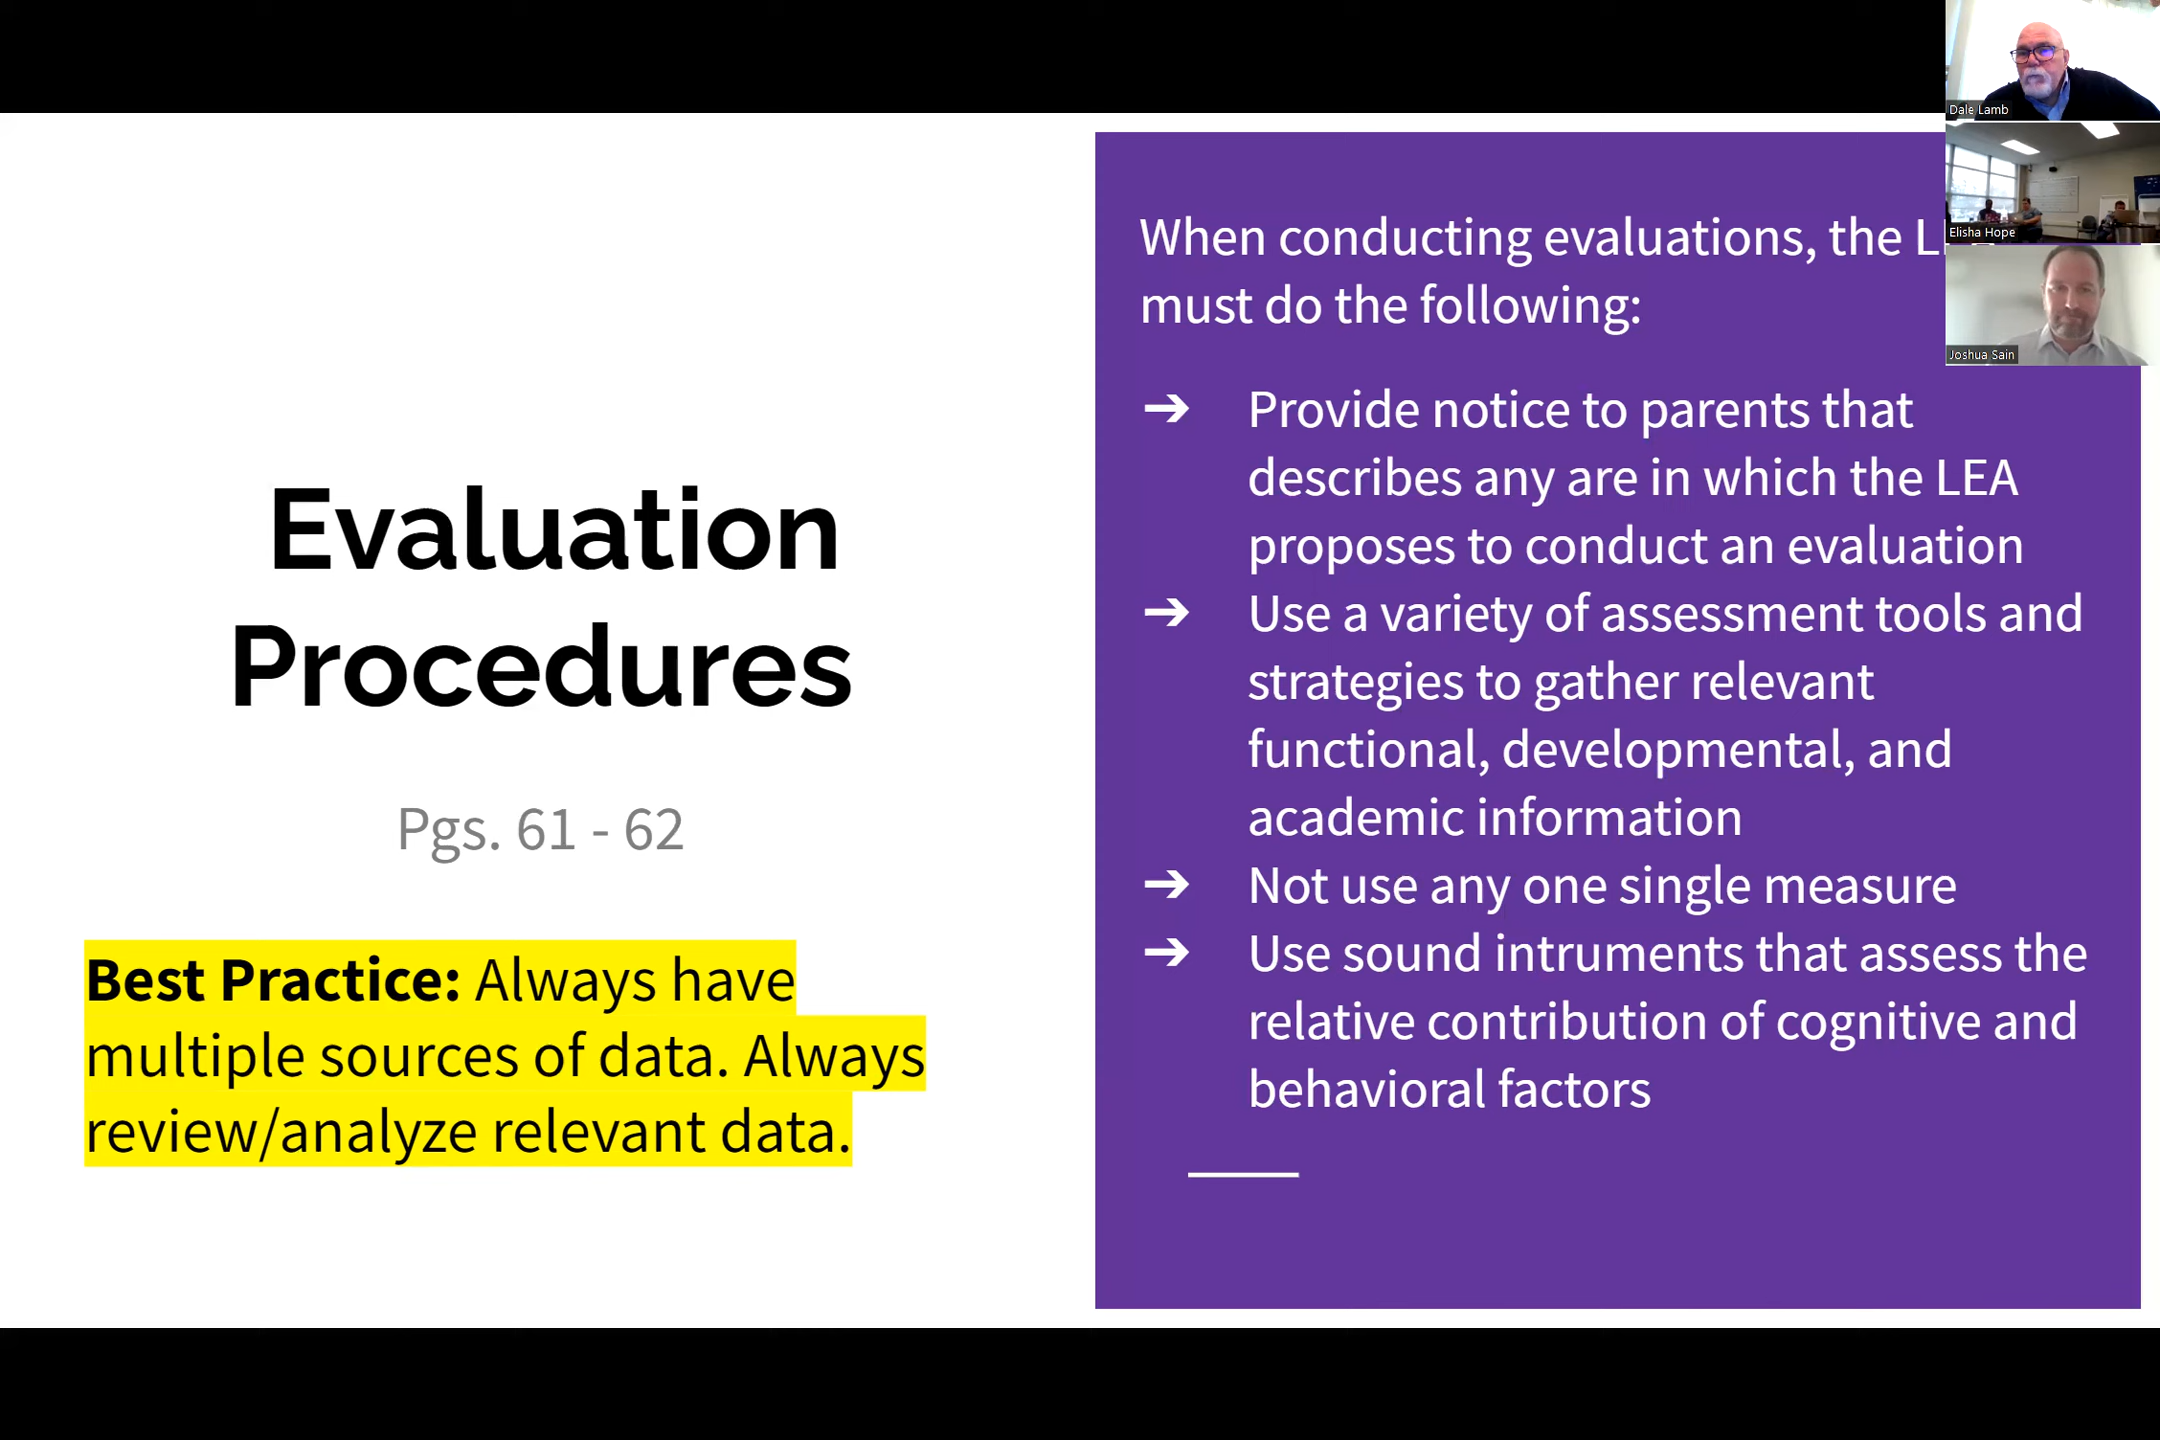 Evaluation
Procedures
Pgs. 61 - 62
Best Practice: Always have
multiple sources of data. Always
review/analyze relevant data.
When conducting evaluations, the
must do the following:
➔ Provide notice to parents that
describes any are in which the LEA
proposes to conduct an evaluation
➔ Use a variety of assessment tools and
strategies to gather relevant
functional, developmental, and
academic information
➔ Not use any one single measure
➔ Use sound intruments that assess the
relative contribution of cognitive and
behavioral factors
Dale Lamb
Elisha Hope
Joshua Sain